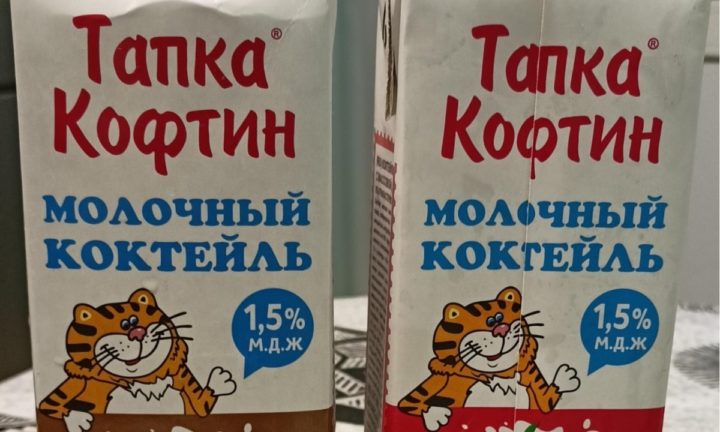 Тапка®
Кофтин
МОЛОЧНЫЙ
КОКТЕЙЛЬ
1,5%
м.д.ж
Тапка®
Кофтин
МОЛОЧНЫЙ
КОКТЕЙЛЬ
1,5%
м.д.ж